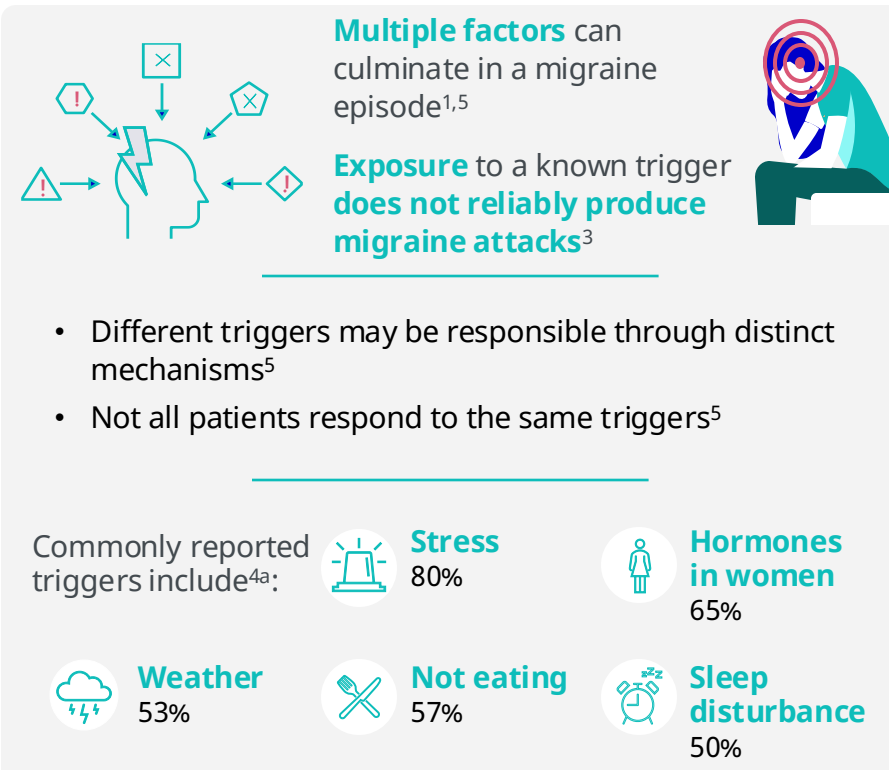 Multiple factors can
culminate in a migraine
episode1,5
Exposure to a known trigger
does not reliably produce
migraine attacks3
• Different triggers may be responsible through distinct
mechanisms5
• Not all patients respond to the same triggers5
Commonly reported
triggers include4a:
Stress
80%
Hormones
in women
65%
Weather
53%
Not eating
57%
zzz
Sleep
disturbance
50%